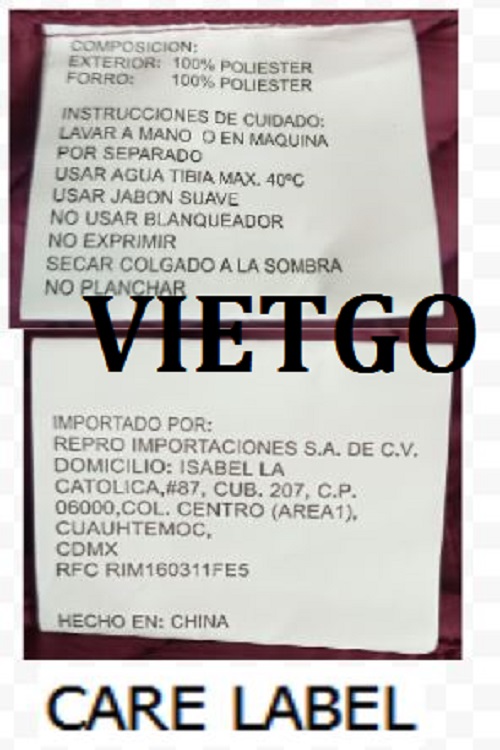 COMPOSICION:
EXTERIOR: 100% POLIESTER
FORRO: 100% POLIESTER
INSTRUCCIONES DE CUIDADO:
LAVAR A MANO O EN MAQUINA
POR SEPARADO
USAR AGUA TIBIA MAX. 40ºC
USAR JABON SUAVE
NO USAR BLANQUEADOR
NO EXPRIMIR
SECAR COLGADO A LA SOMBRA
NO PLANCHAR
VIETGO
IMPORTADO POR:
REPRO IMPORTACIONES S.A. DE C.V.
DOMICILIO: ISABEL LA
CATOLICA,#87, CUB. 207, C.P.
06000,COL. CENTRO (AREA1),
CUAUHTEMOC,
CDMX
RFC RIM160311FE5
HECHO EN: CHINA
CARE LABEL